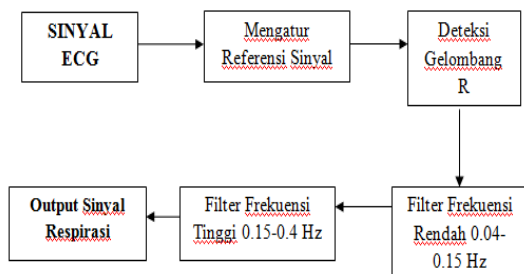 SINYAL
ECG
Mengatur
Referensi Sinyal
Deteksi
Gelombang
R
Filter Frekuensi
Rendah 0.04-
0.15 Hz
Filter Frekuensi
Tinggi 0.15-0.4 Hz
Output Sinyal
Respirasi